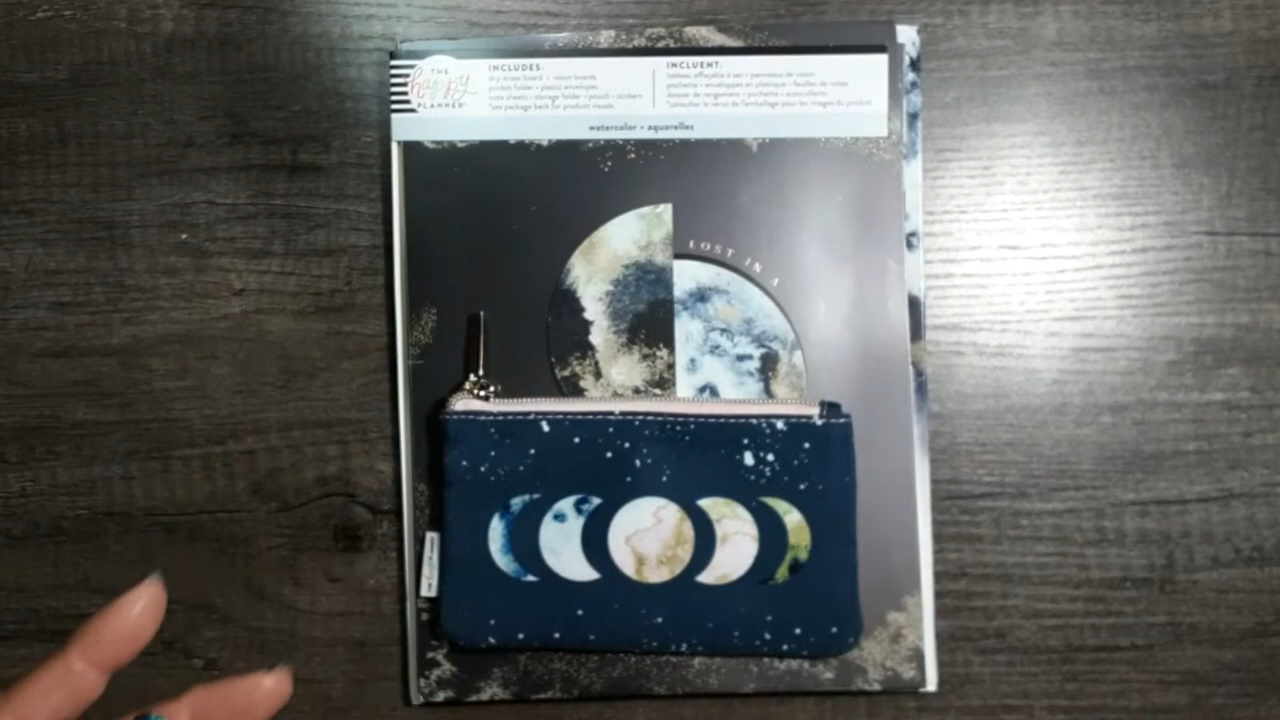 THE
happy
PLANNER®
INCLUDES:
dry-erase board • vision boards
pocket folder • plastic envelopes
note sheets • storage folder • pouch • stickers
*see package back for product visuals.
INCLUENT:
tableau effaçable à sec • panneaux de vision
pochette • enveloppes en plastique • feuilles de notes
dossier de rangement • pochette • autocollants
*consulter le verso de l'emballage pour les images du produit.
watercolor • aquarelles
LOST IN A